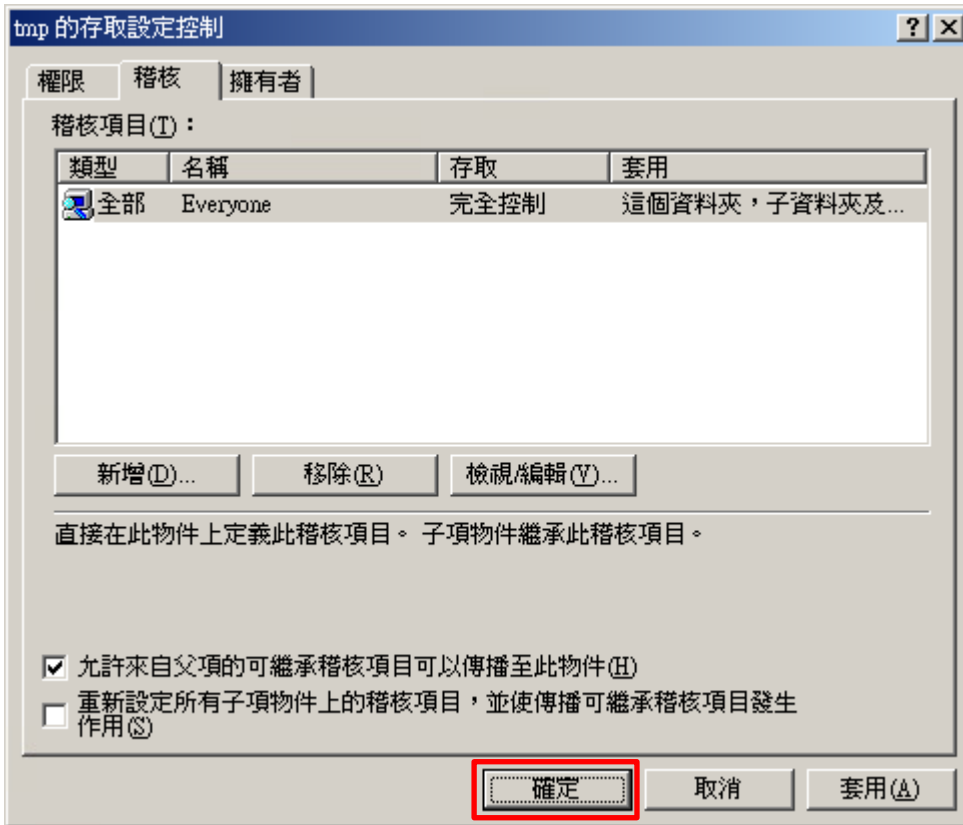 tmp 的存取設定控制
權限 稽核 擁有者
稽核項目(T)：
類型 名稱 存取 套用
全部 Everyone 完全控制 這個資料夾，子資料夾及...
新增(D)... 移除(R) 檢視/編輯(V)...
直接在此物件上定義此稽核項目。 子項物件繼承此稽核項目。
允許來自父項的可繼承稽核項目可以傳播至此物件(H)
重新設定所有子項物件上的稽核項目，並使傳播可繼承稽核項目發生
作用(S)
確定 取消 套用(A)